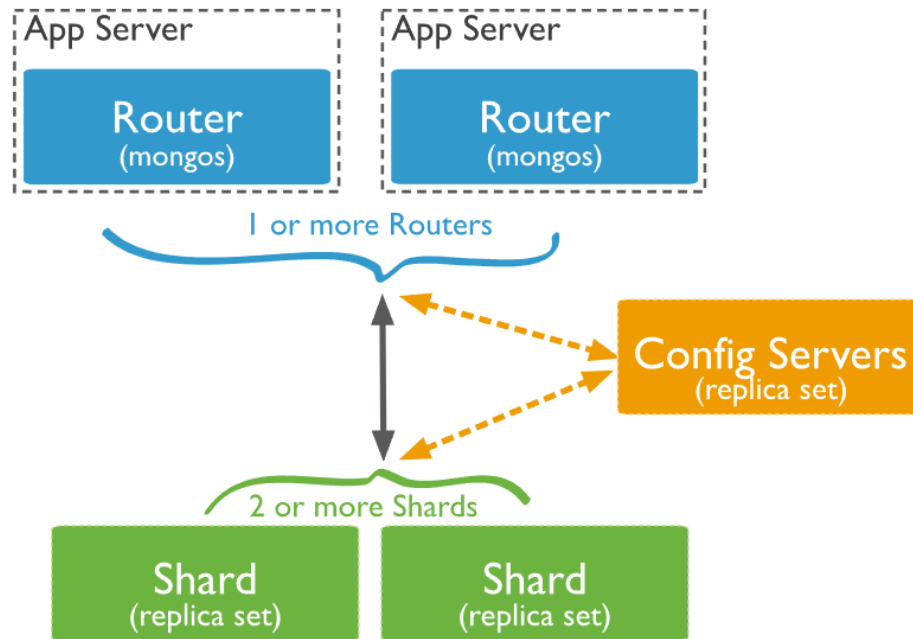 App Server
App Server
Router
(mongos)
Router
(mongos)
1 or more Routers
Config Servers
(replica set)
2 or more Shards
Shard
(replica set)
Shard
(replica set)